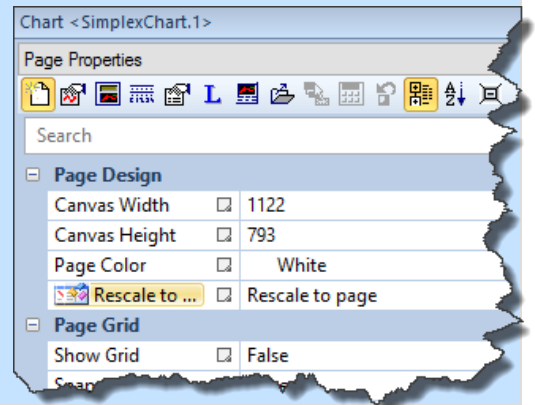 Chart <SimplexChart.1>
Page Properties
L
Search
Page Design
Canvas Width 1122
Canvas Height 793
Page Color White
Rescale to ... Rescale to page
Page Grid
Show Grid False